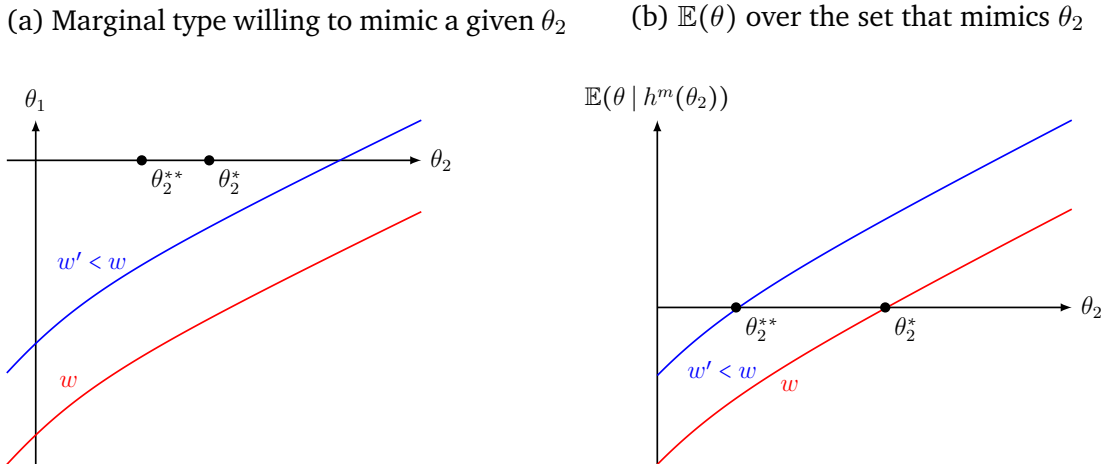 (a) Marginal type willing to mimic a given θ₂
(b) 𝔼(θ) over the set that mimics θ₂
θ₁
θ₂
θ₂**
θ₂*
w′ < w
w
𝔼(θ | hᵐ(θ₂))
θ₂
θ₂**
θ₂*
w′ < w
w